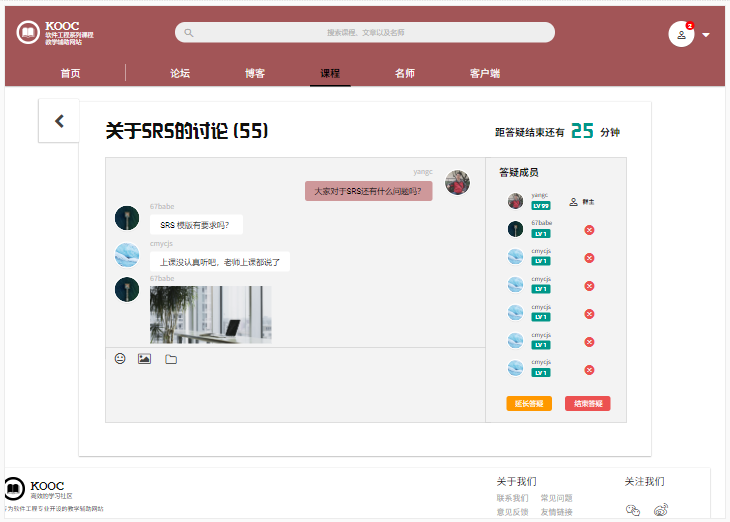 KOOC
软件工程系列课程
教学辅助网站
搜索课程，文章以及名师
2
首页
论坛
博客
课程
名师
客户端
关于SRS的讨论 (55)
距答疑结束还有 25 分钟
yangc
大家对于SRS还有什么问题吗？
67babe
SRS 模版有要求吗？
cmycjs
上课没认真听吧，老师上课都说了
67babe
答疑成员
yangc
LV 99
群主
67babe
LV 1
cmycjs
LV 1
cmycjs
LV 1
cmycjs
LV 1
cmycjs
LV 1
cmycjs
LV 1
延长答疑
结束答疑
KOOC
高效的学习社区
为软件工程专业开设的教学辅助网站
关于我们
联系我们 常见问题
意见反馈 友情链接
关注我们